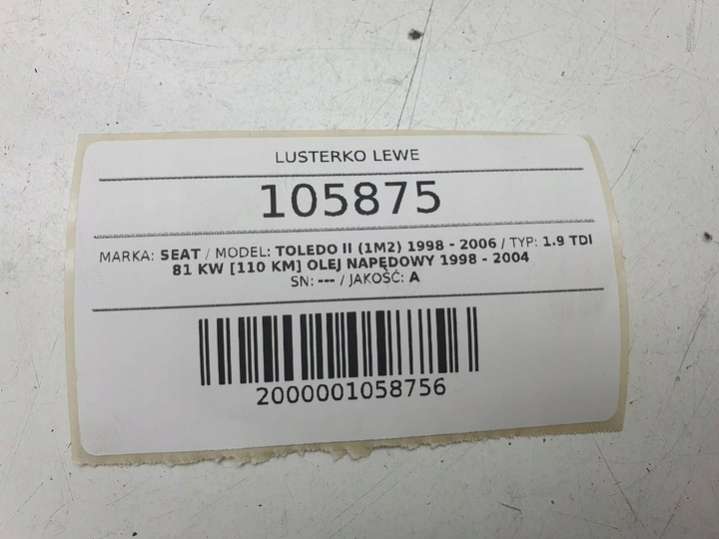 LUSTERKO LEWE
105875
MARKA: SEAT / MODEL: TOLEDO II (1M2) 1998 - 2006 / TYP: 1.9 TDI
81 KW [110 KM] OLEJ NAPĘDOWY 1998 - 2004
SN: --- / JAKOŚĆ: A
2000001058756